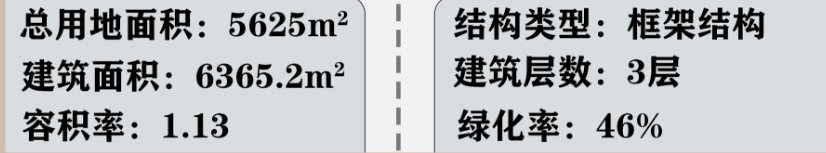 总用地面积：5625m²
建筑面积：6365.2m²
容积率：1.13
结构类型：框架结构
建筑层数：3层
绿化率：46%